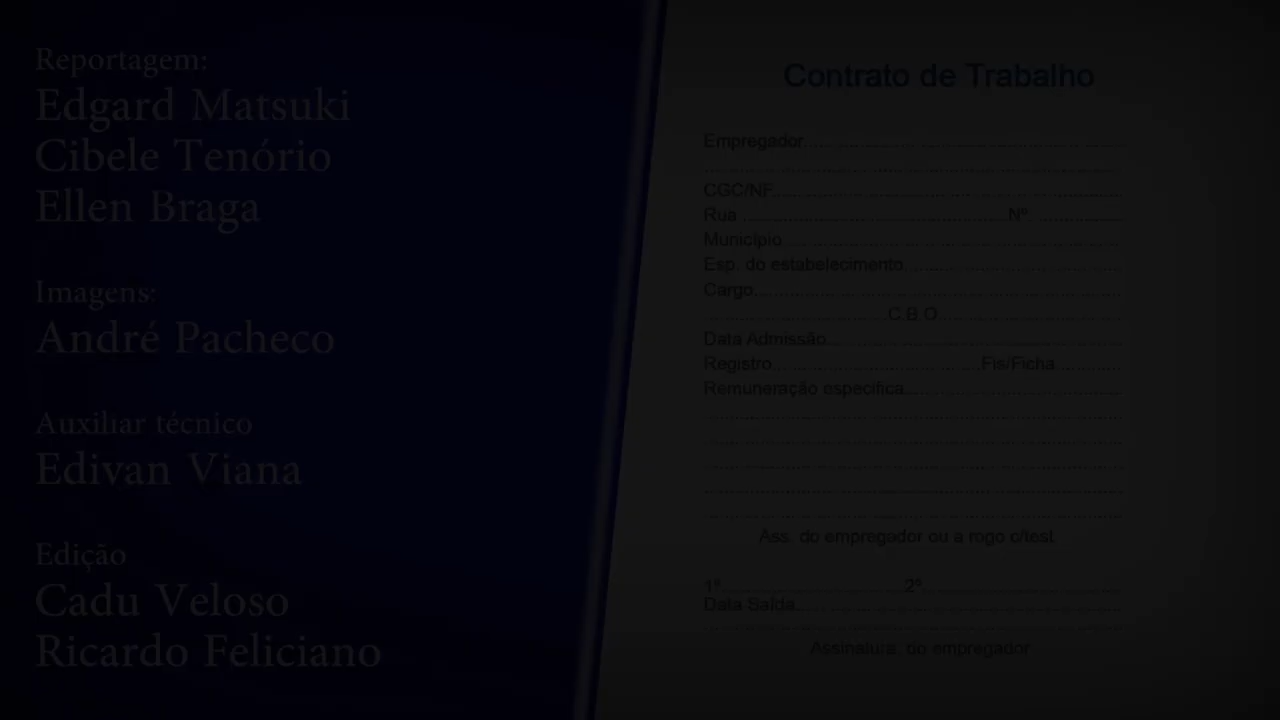 Reportagem:
Edgard Matsuki
Cibele Tenório
Ellen Braga
Imagens:
André Pacheco
Auxiliar técnico
Edivan Viana
Edição
Cadu Veloso
Ricardo Feliciano
Contrato de Trabalho
Empregador
CGC/NF
Rua Nº
Município
Esp. do estabelecimento
Cargo
C B O
Data Admissão
Registro Fls/Ficha
Remuneração especifica
Ass. do empregador ou a rogo c/test
1º 2º
Data Saída
Assinatura do empregador